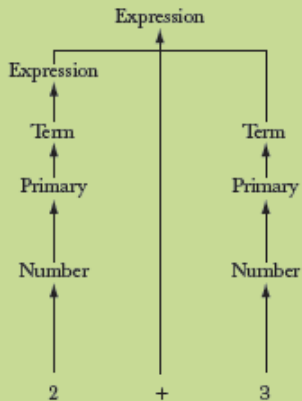 Expression
Expression
Term Term
Primary Primary
Number Number
2 + 3